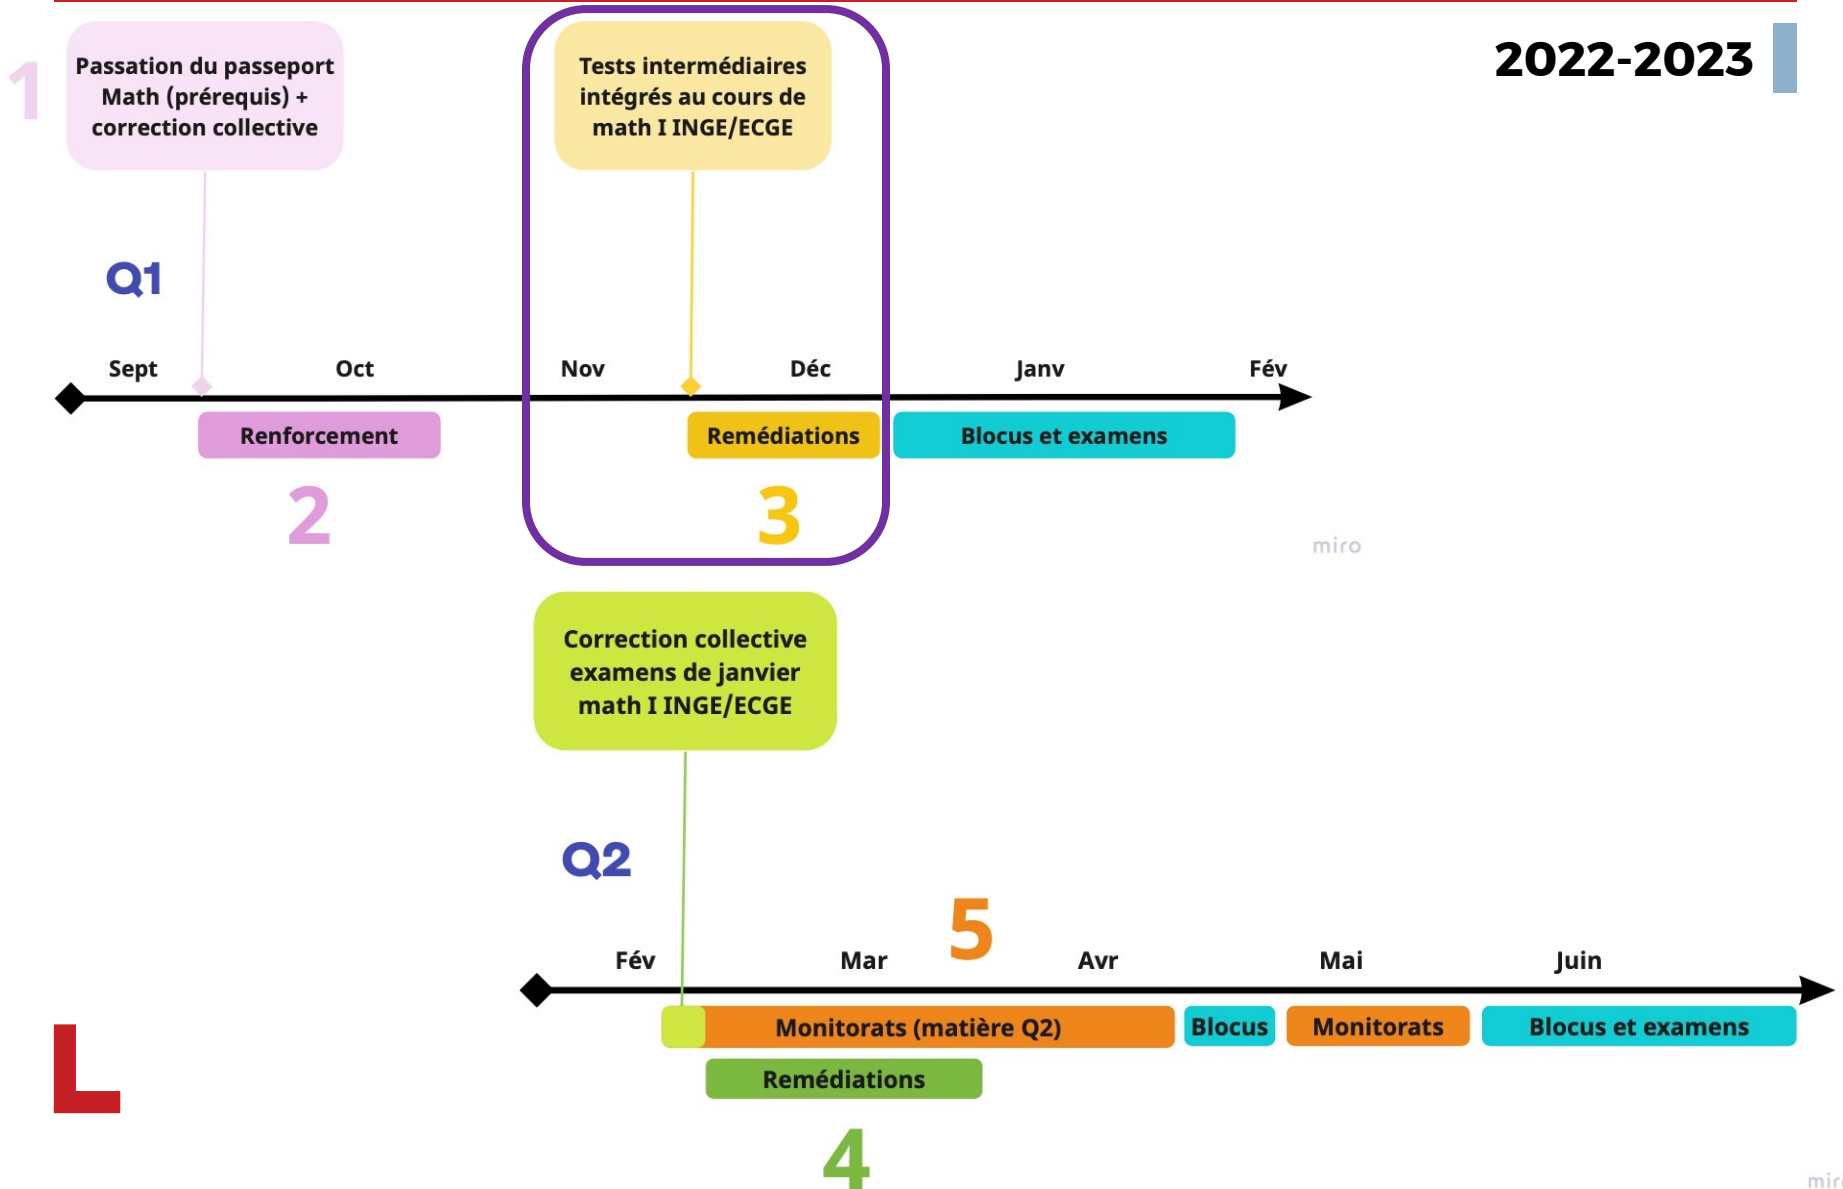 2022-2023
1
Passation du passeport
Math (prérequis) +
correction collective
Tests intermédiaires
intégrés au cours de
math I INGE/ECGE
Q1
Sept Oct Nov Déc Janv Fév
Renforcement Remédiations Blocus et examens
2 3
miro
Correction collective
examens de janvier
math I INGE/ECGE
Q2
5
Fév Mar Avr Mai Juin
Monitorats (matière Q2) Blocus Monitorats Blocus et examens
Remédiations
4
mir